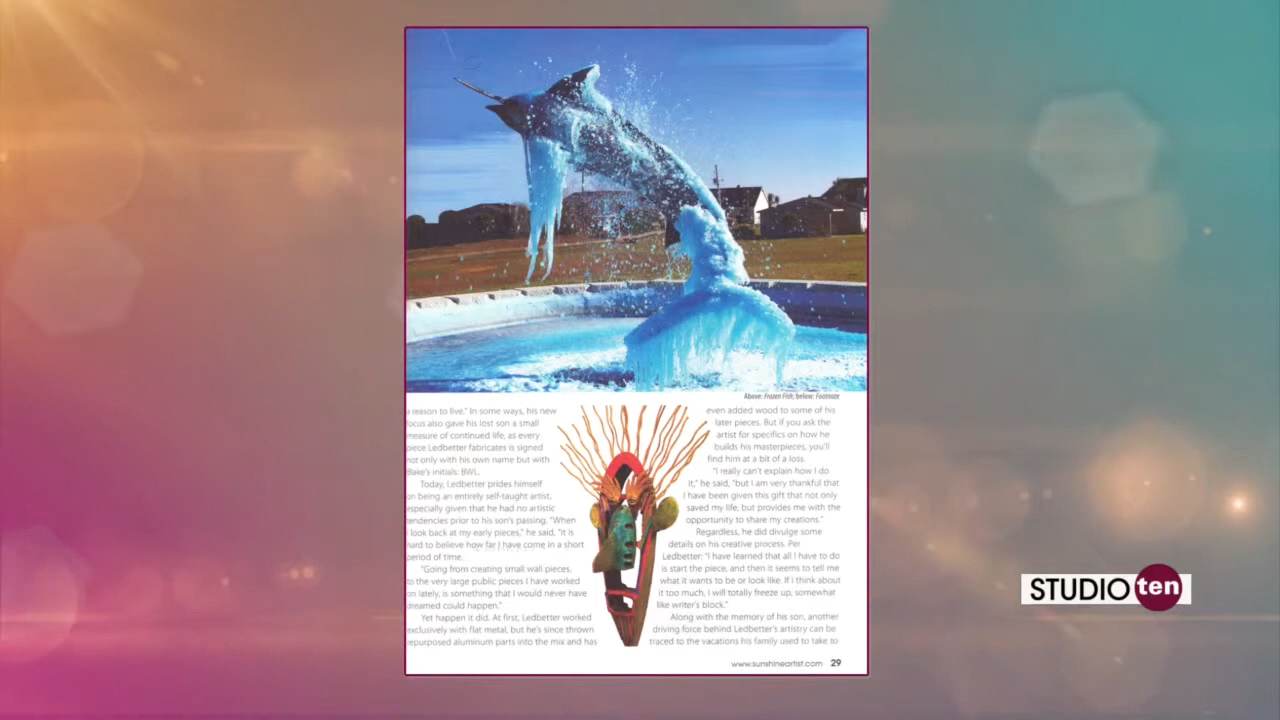 Above: Frozen Fish; below: Footnote
a reason to live." In some ways, his new
focus also gave his lost son a small
measure of continued life, as every
piece Ledbetter fabricates is signed
not only with his own name but with
Blake's initials: BWL.
Today, Ledbetter prides himself
on being an entirely self-taught artist,
especially given that he had no artistic
tendencies prior to his son's passing. "When
I look back at my early pieces," he said, "it is
hard to believe how far I have come in a short
period of time.
"Going from creating small wall pieces,
to the very large public pieces I have worked
on lately, is something that I would never have
dreamed could happen."
Yet happen it did. At first, Ledbetter worked
exclusively with flat metal, but he's since thrown
repurposed aluminum parts into the mix and has
even added wood to some of his
later pieces. But if you ask the
artist for specifics on how he
builds his masterpieces, you'll
find him at a bit of a loss.
"I really can't explain how I do
it," he said, "but I am very thankful that
I have been given this gift that not only
saved my life, but provides me with the
opportunity to share my creations."
Regardless, he did divulge some
details on his creative process. Per
Ledbetter: "I have learned that all I have to do
is start the piece, and then it seems to tell me
what it wants to be or look like. If I think about
it too much, I will totally freeze up, somewhat
like writer's block."
Along with the memory of his son, another
driving force behind Ledbetter's artistry can be
traced to the vacations his family used to take to
www.sunshineartist.com 29
STUDIO ten